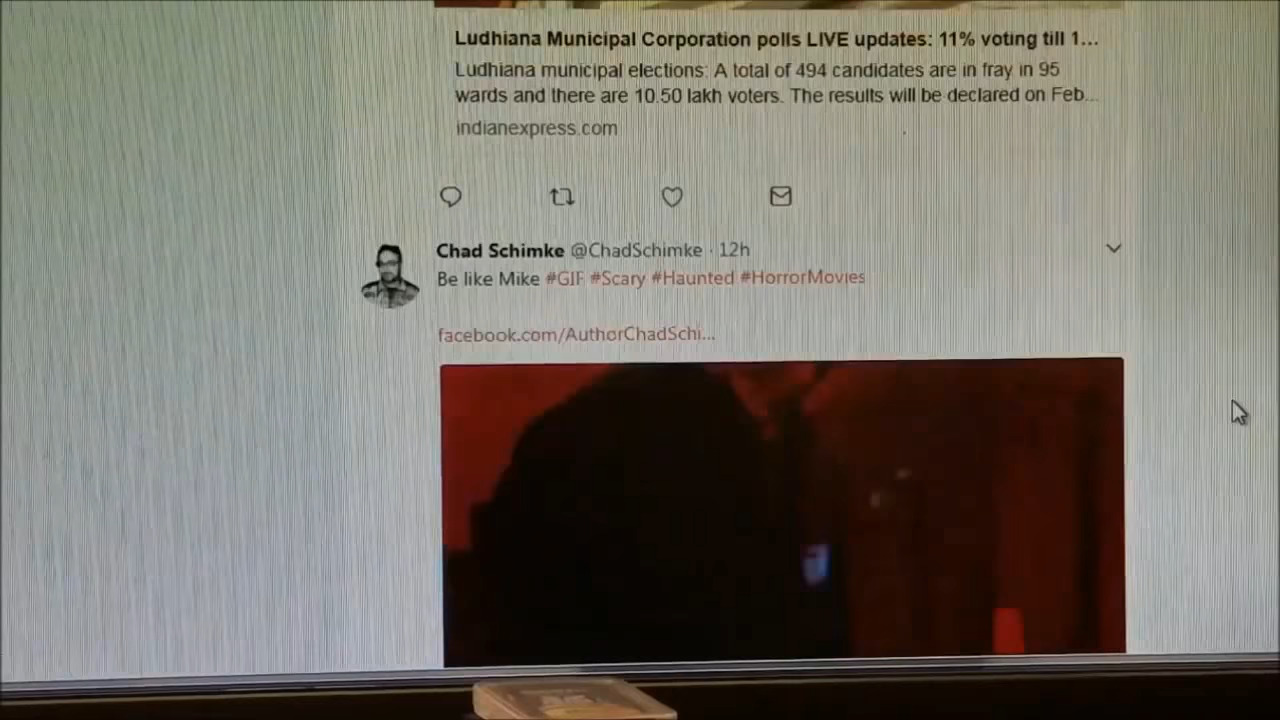 Ludhiana Municipal Corporation polls LIVE updates: 11% voting till 1...
Ludhiana municipal elections: A total of 494 candidates are in fray in 95
wards and there are 10.50 lakh voters. The results will be declared on Feb...
indianexpress.com
Chad Schimke @ChadSchimke · 12h
Be like Mike #GIF #Scary #Haunted #HorrorMovies
facebook.com/AuthorChadSchi...